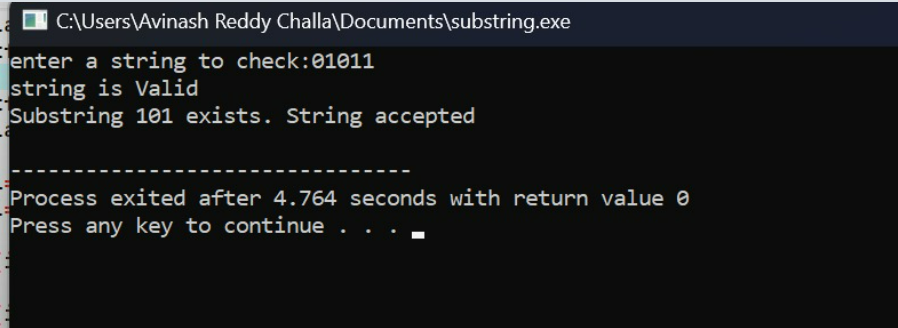 C:\Users\Avinash Reddy Challa\Documents\substring.exe
enter a string to check:01011
string is Valid
Substring 101 exists. String accepted
--------------------------------
Process exited after 4.764 seconds with return value 0
Press any key to continue . . .